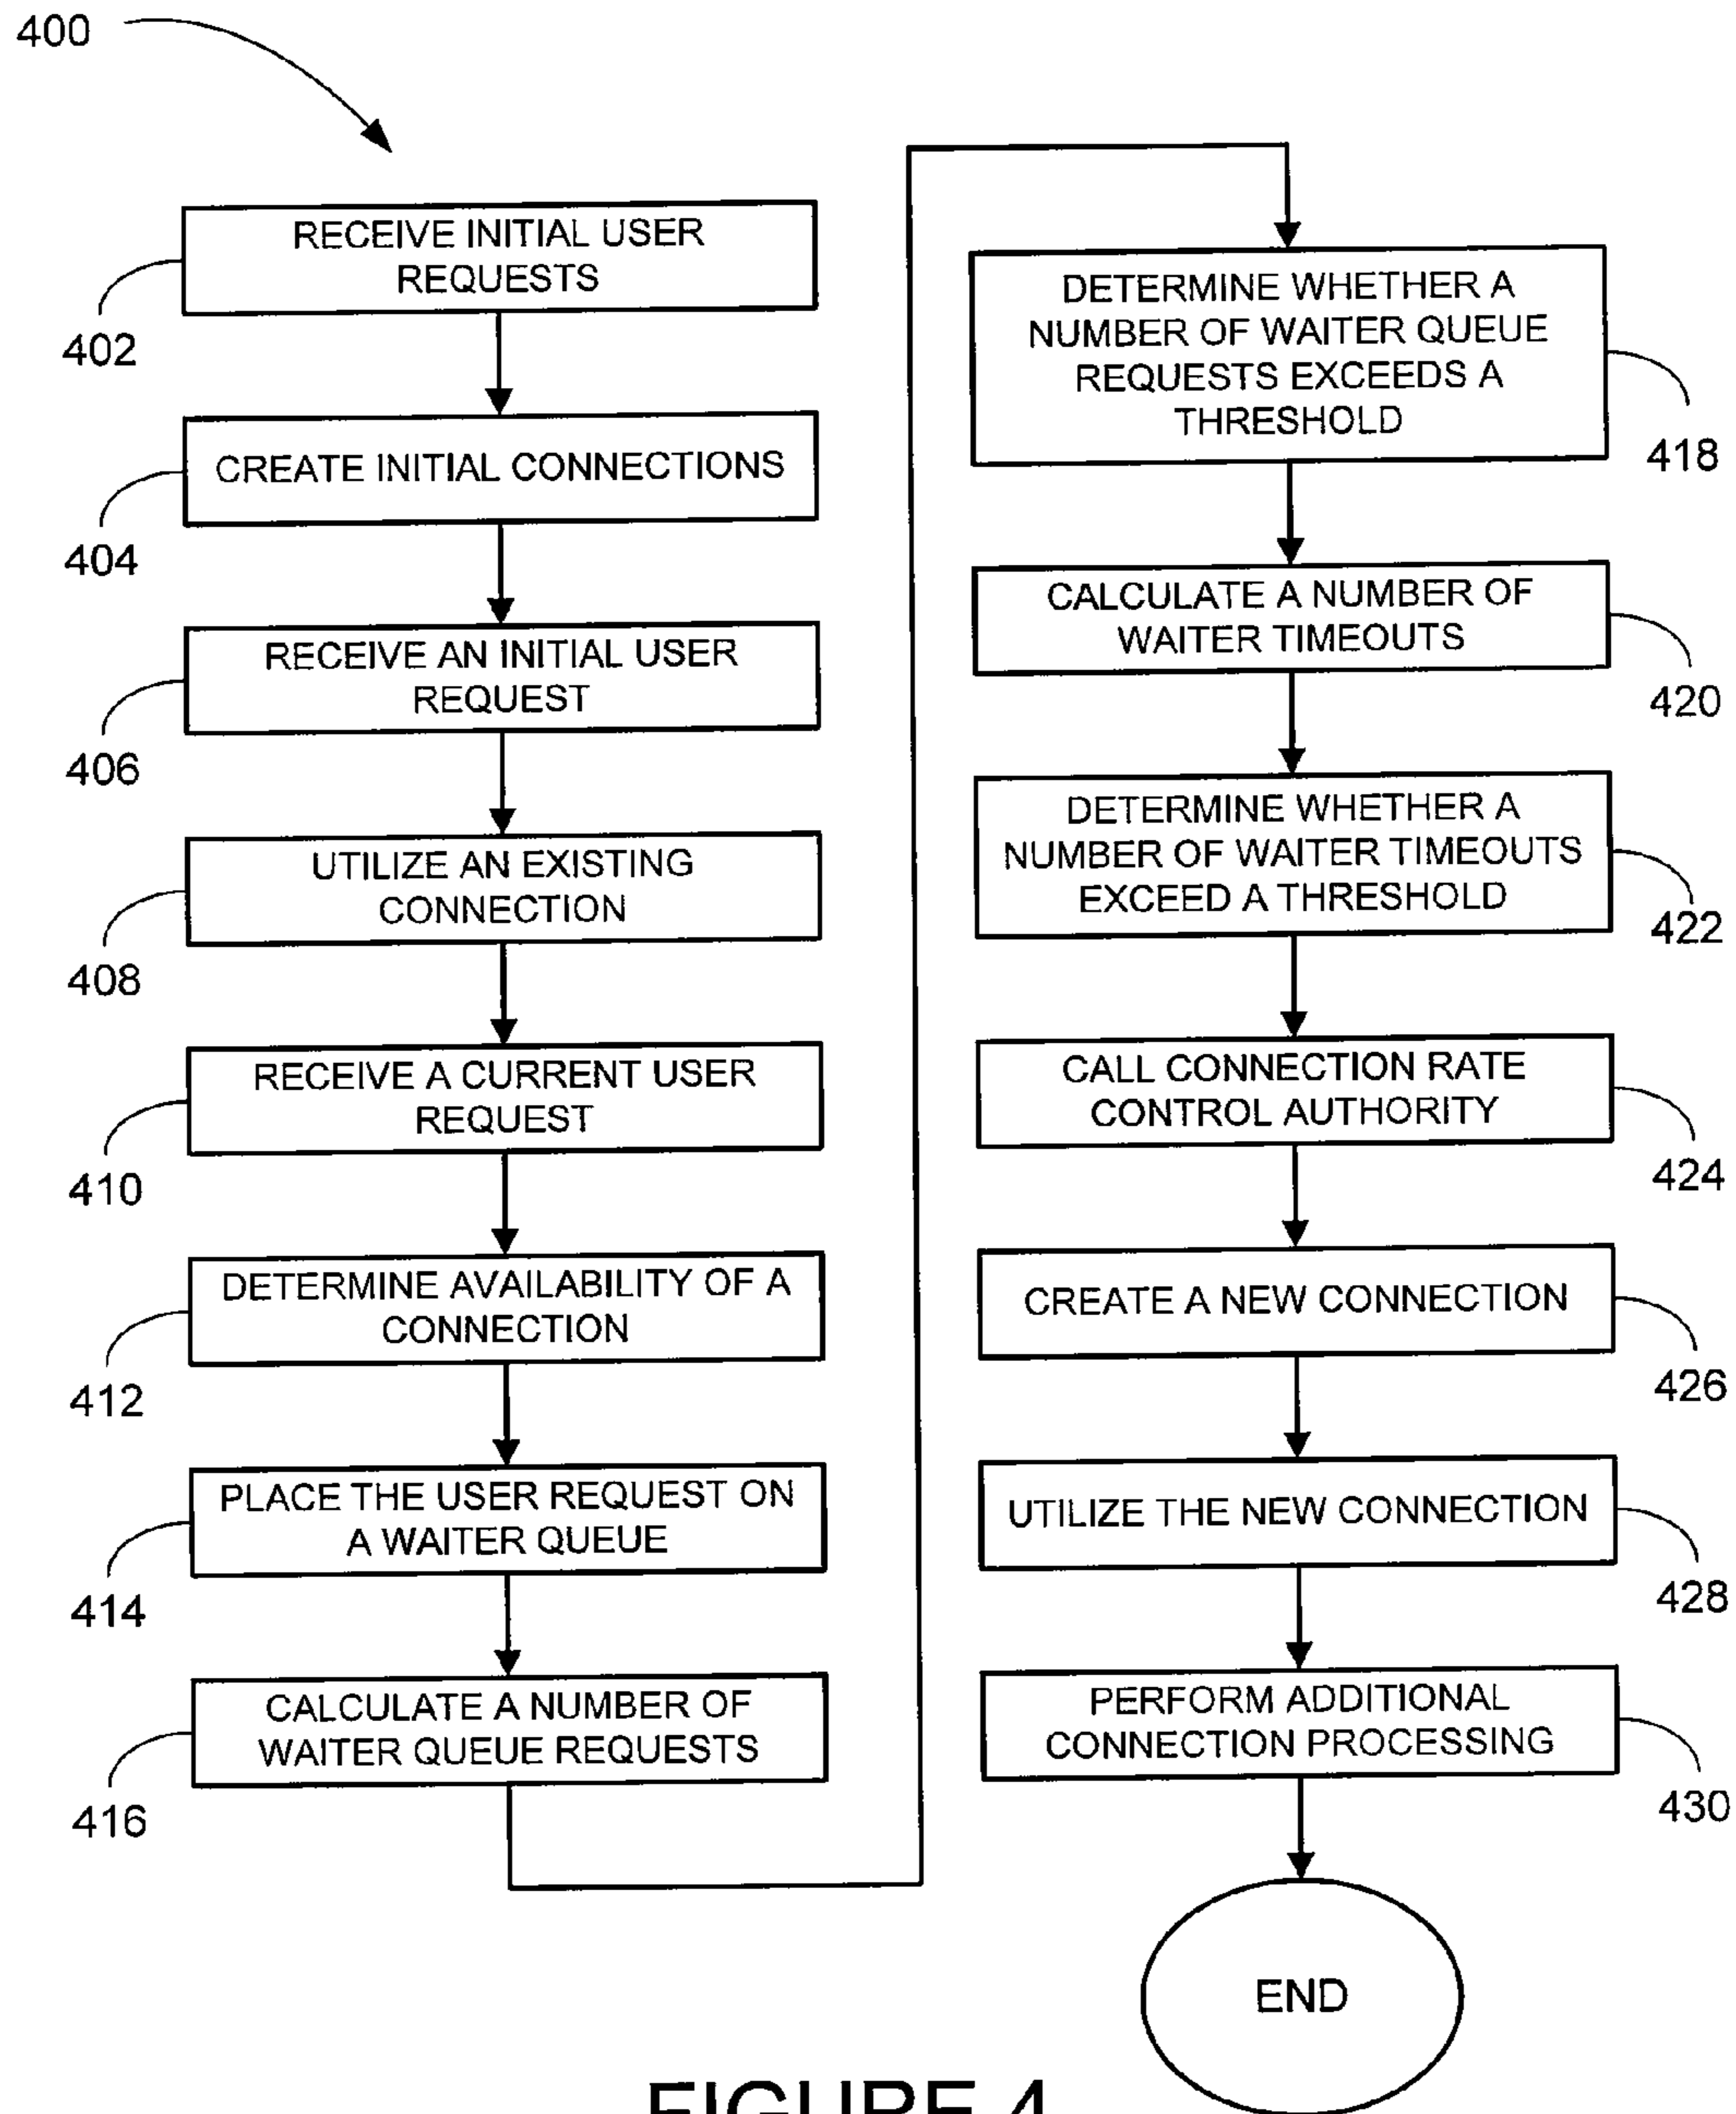 400
RECEIVE INITIAL USER
REQUESTS
402
CREATE INITIAL CONNECTIONS
404
RECEIVE AN INITIAL USER
REQUEST
406
UTILIZE AN EXISTING
CONNECTION
408
RECEIVE A CURRENT USER
REQUEST
410
DETERMINE AVAILABILITY OF A
CONNECTION
412
PLACE THE USER REQUEST ON
A WAITER QUEUE
414
CALCULATE A NUMBER OF
WAITER QUEUE REQUESTS
416
DETERMINE WHETHER A
NUMBER OF WAITER QUEUE
REQUESTS EXCEEDS A
THRESHOLD
418
CALCULATE A NUMBER OF
WAITER TIMEOUTS
420
DETERMINE WHETHER A
NUMBER OF WAITER TIMEOUTS
EXCEED A THRESHOLD
422
CALL CONNECTION RATE
CONTROL AUTHORITY
424
CREATE A NEW CONNECTION
426
UTILIZE THE NEW CONNECTION
428
PERFORM ADDITIONAL
CONNECTION PROCESSING
430
END
FIGURE 4